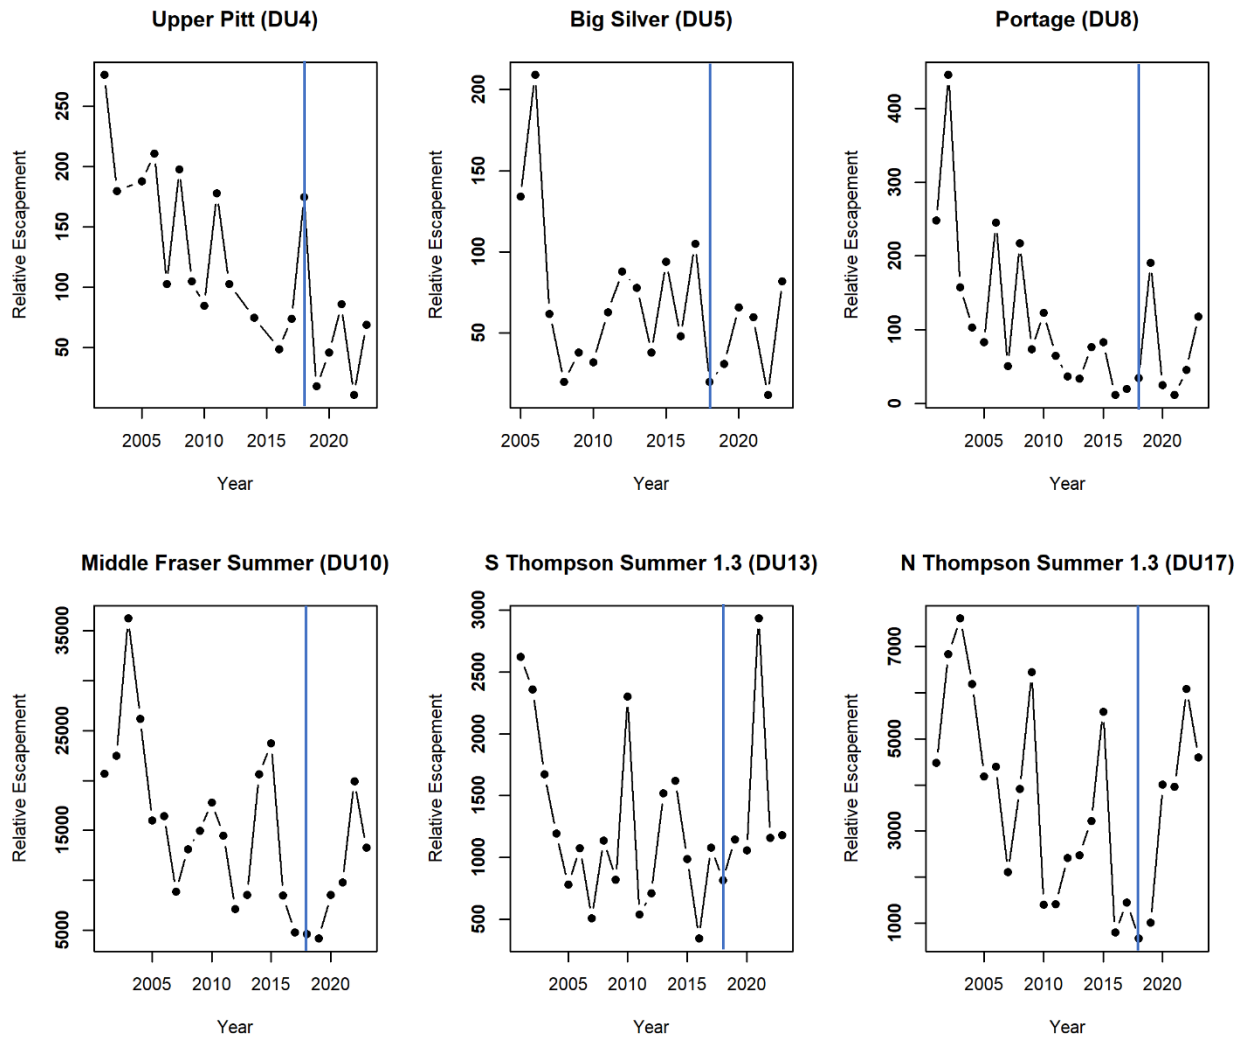 Upper Pitt (DU4)
Relative Escapement
50
100
150
200
250
2005
2010
2015
2020
Year
Big Silver (DU5)
Relative Escapement
50
100
150
200
2005
2010
2015
2020
Year
Portage (DU8)
Relative Escapement
0
100
200
300
400
2005
2010
2015
2020
Year
Middle Fraser Summer (DU10)
Relative Escapement
5000
15000
25000
35000
2005
2010
2015
2020
Year
S Thompson Summer 1.3 (DU13)
Relative Escapement
500
1000
1500
2000
2500
3000
2005
2010
2015
2020
Year
N Thompson Summer 1.3 (DU17)
Relative Escapement
1000
3000
5000
7000
2005
2010
2015
2020
Year